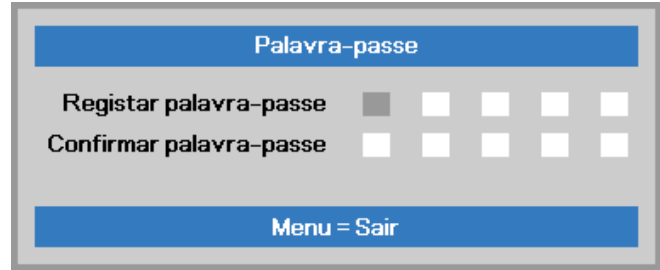 Palavra-passe
Registar palavra-passe
Confirmar palavra-passe
Menu = Sair